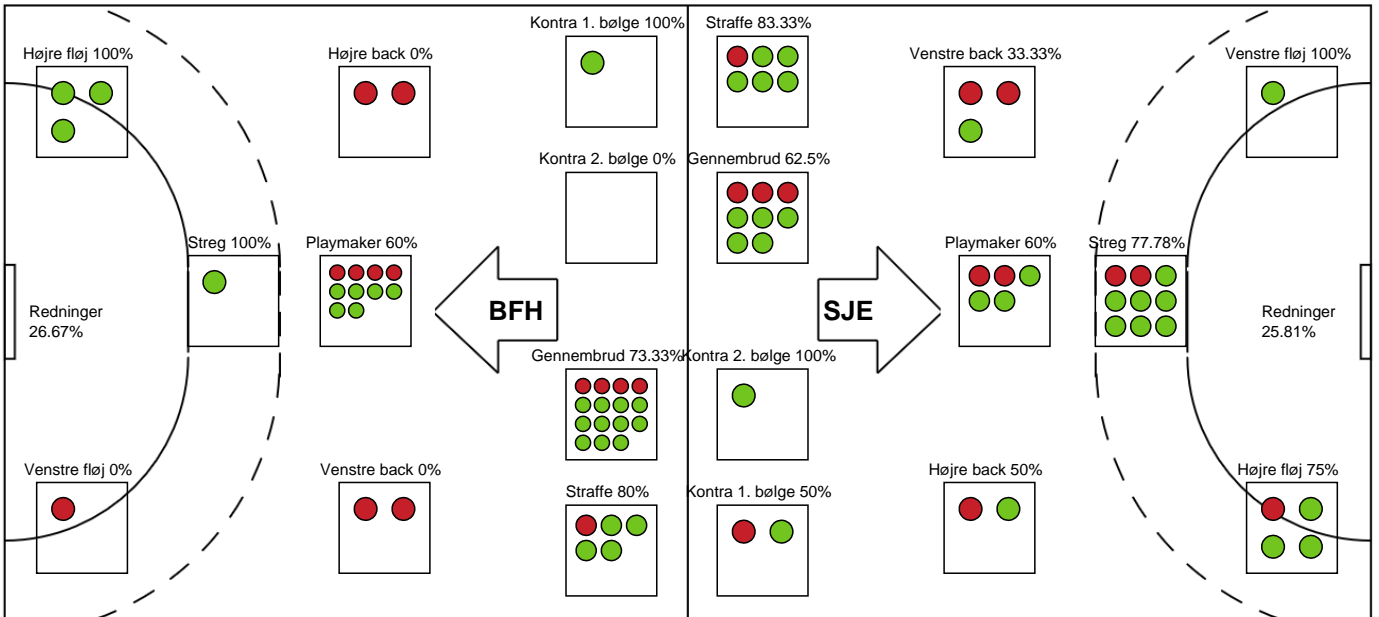 Kontra 1. bølge 100%
Straffe 83.33%
Højre fløj 100%
Højre back 0%
Venstre back 33.33%
Venstre fløj 100%
Kontra 2. bølge 0%
Gennembrud 62.5%
Streg 100%
Playmaker 60%
Playmaker 60%
Streg 77.78%
BFH
SJE
Redninger
26.67%
Redninger
25.81%
Gennembrud 73.33%
Kontra 2. bølge 100%
Venstre fløj 0%
Venstre back 0%
Højre back 50%
Højre fløj 75%
Straffe 80%
Kontra 1. bølge 50%